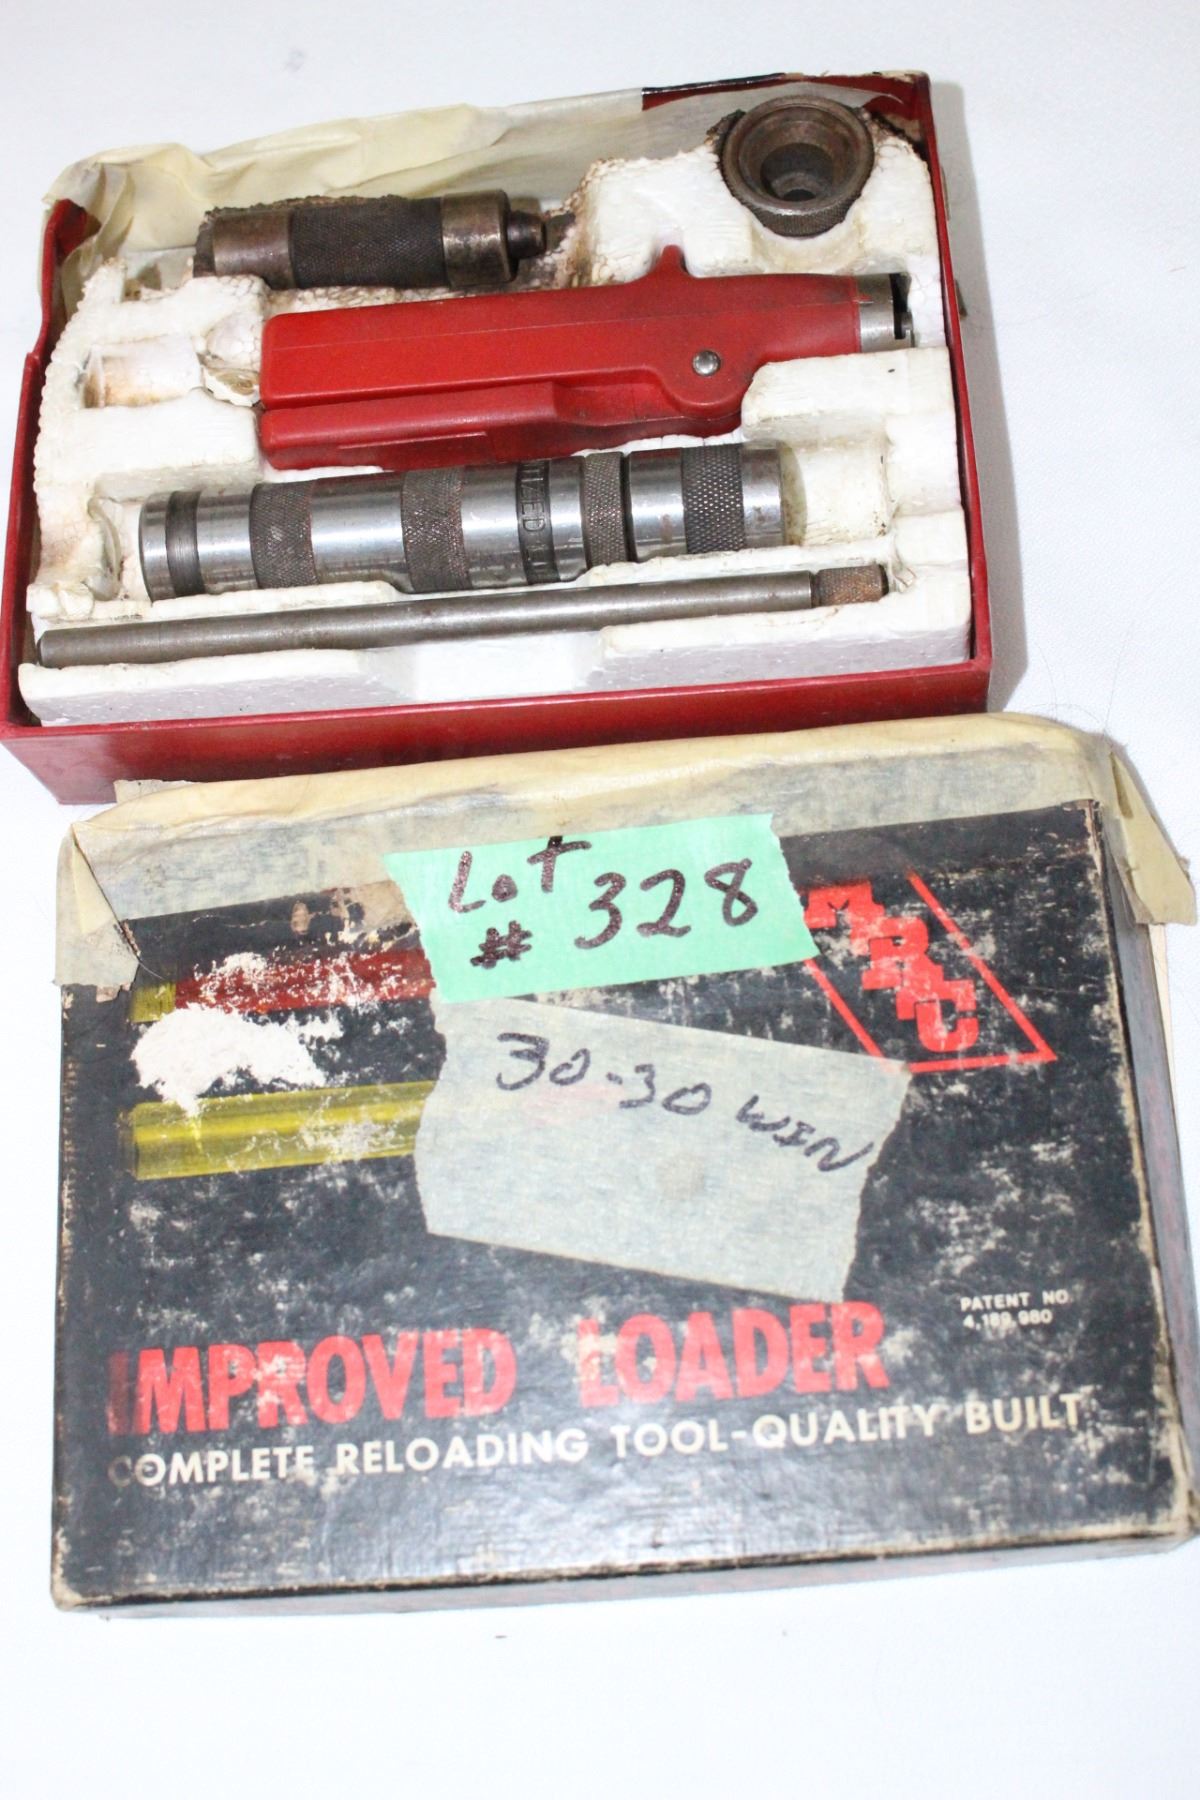 Lot
# 328
30-30 WIN
PATENT NO.
IMPROVED LOADER
COMPLETE RELOADING TOOL-QUALITY BUILT